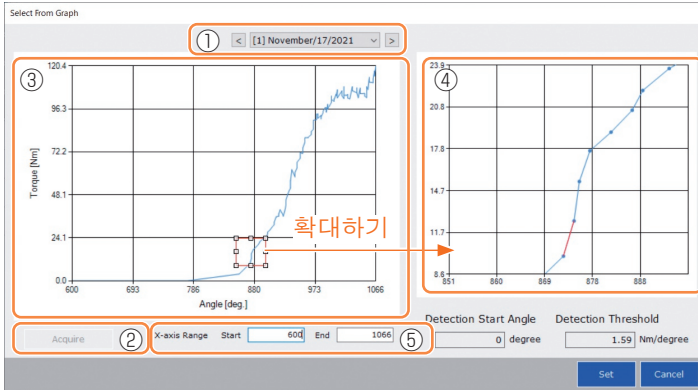 Select From Graph
① < [1] November/17/2021 >
③
120.4
96.3
72.2
48.1
24.1
0.0
Torque [Nm]
600 693 786 880 973 1066
Angle [deg.]
확대하기
④
23.9
20.8
17.8
14.7
11.7
8.6
851 860 869 878 888
Acquire ②
X-axis Range Start 600 End 1066 ⑤
Detection Start Angle Detection Threshold
0 degree 1.59 Nm/degree
Set Cancel